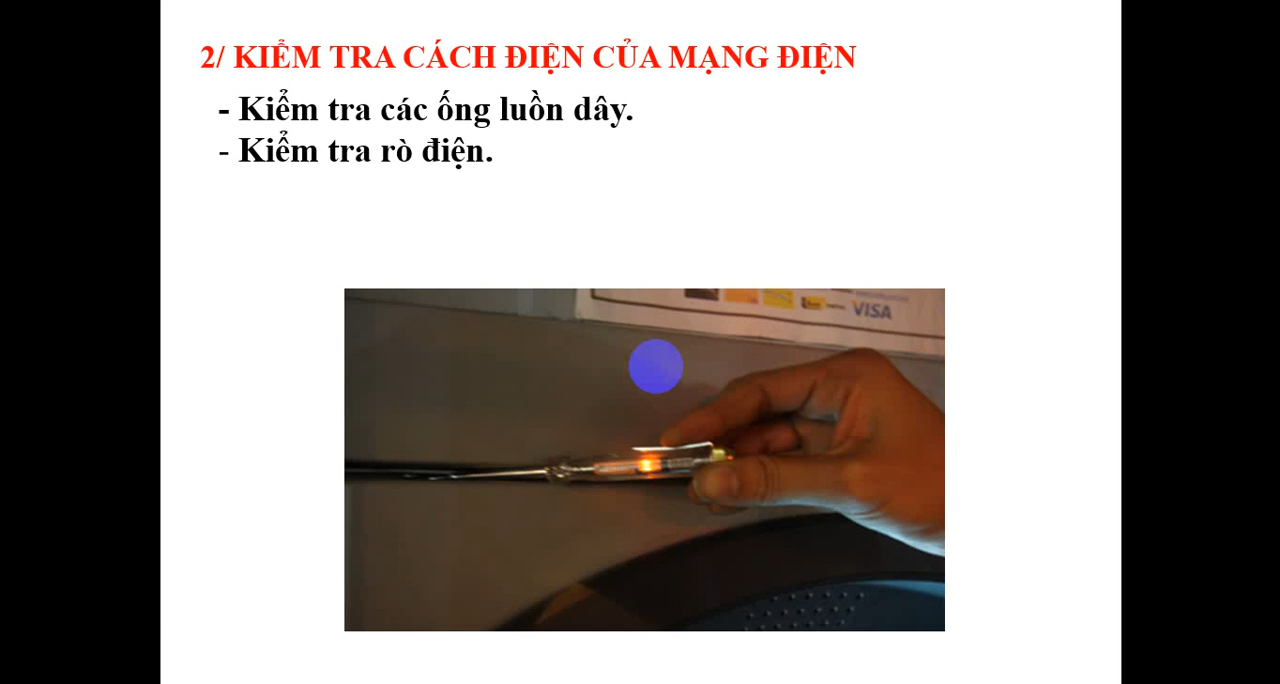 2/ KIỂM TRA CÁCH ĐIỆN CỦA MẠNG ĐIỆN
- Kiểm tra các ống luồn dây.
- Kiểm tra rò điện.
VISA